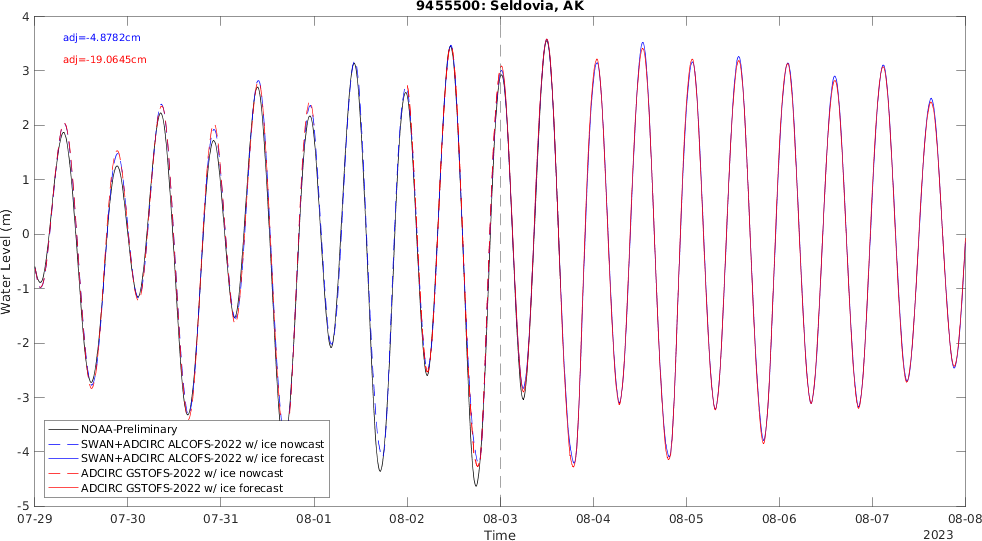 9455500: Seldovia, AK
adj=-4.8782cm
adj=-19.0645cm
Water Level (m)
4
3
2
1
0
-1
-2
-3
-4
-5
NOAA-Preliminary
SWAN+ADCIRC ALCOFS-2022 w/ ice nowcast
SWAN+ADCIRC ALCOFS-2022 w/ ice forecast
ADCIRC GSTOFS-2022 w/ ice nowcast
ADCIRC GSTOFS-2022 w/ ice forecast
07-29 07-30 07-31 08-01 08-02 08-03 08-04 08-05 08-06 08-07 08-08
Time
2023